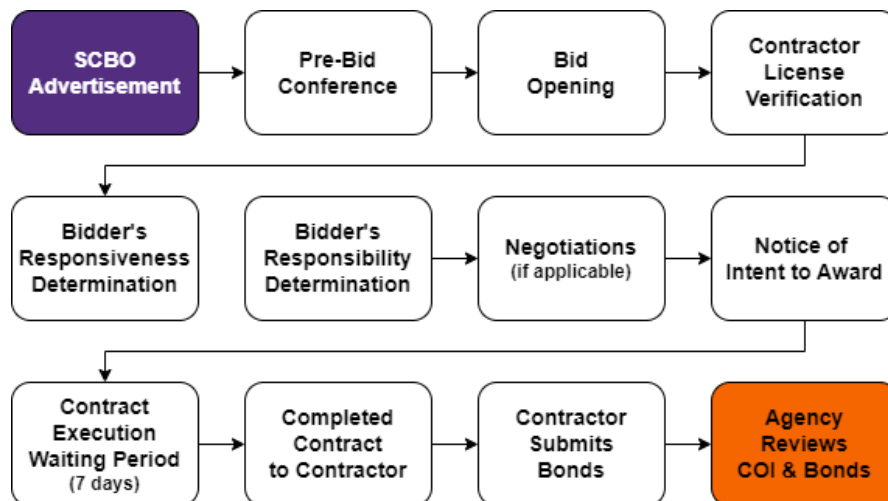 SCBO
Advertisement
Pre-Bid
Conference
Bid
Opening
Contractor
License
Verification
Bidder's
Responsiveness
Determination
Bidder's
Responsibility
Determination
Negotiations
(if applicable)
Notice of
Intent to Award
Contract
Execution
Waiting Period
(7 days)
Completed
Contract
to Contractor
Contractor
Submits
Bonds
Agency
Reviews
COI & Bonds